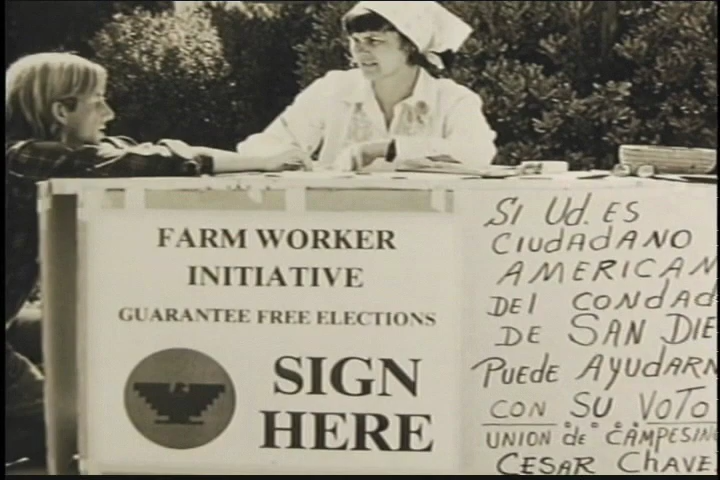 FARM WORKER
INITIATIVE
GUARANTEE FREE ELECTIONS
SIGN
HERE
SI Ud. ES
CIUDADANO
AMERICAN
DEl CONDAD
DE SAN DIE
PUEDE AYUDARN
CON SU VOTO
UNION de CAMPESIN
CESAR CHAVE